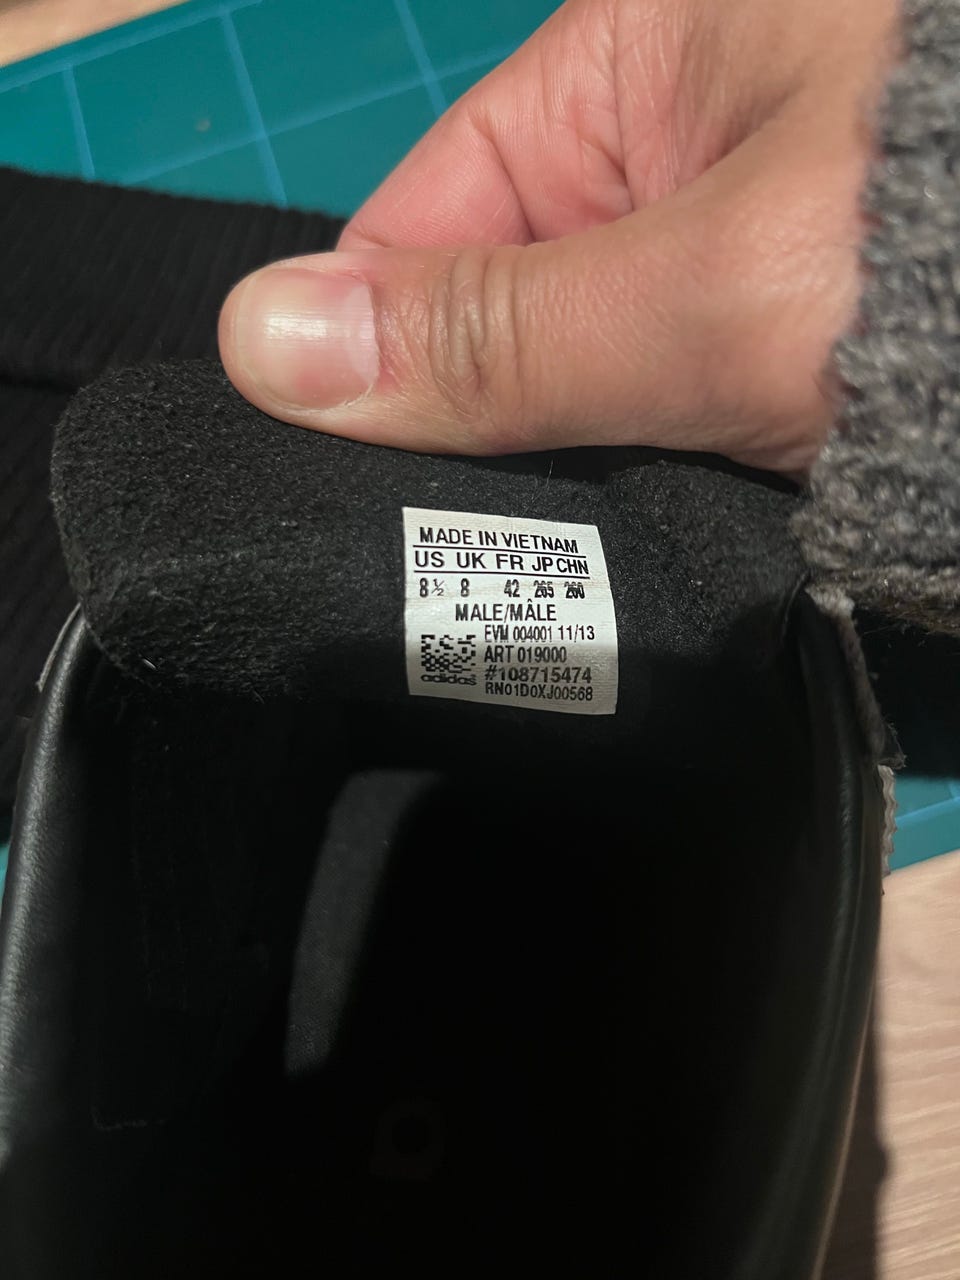 MADE IN VIETNAM
US UK FR JP CHN
8½ 8 42 265 260
MALE/MÂLE
EVM 004001 11/13
ART 019000
#108715474
adidas RN01D0XJ00568